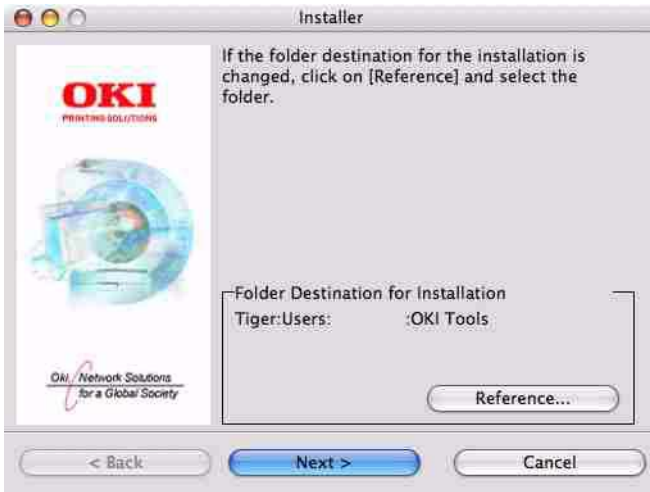 Installer
If the folder destination for the installation is
changed, click on [Reference] and select the
folder.
OKI
PRINTING SOLUTIONS
Folder Destination for Installation
Tiger:Users: :OKI Tools
Oki Network Solutions
for a Global Society
Reference...
< Back
Next >
Cancel